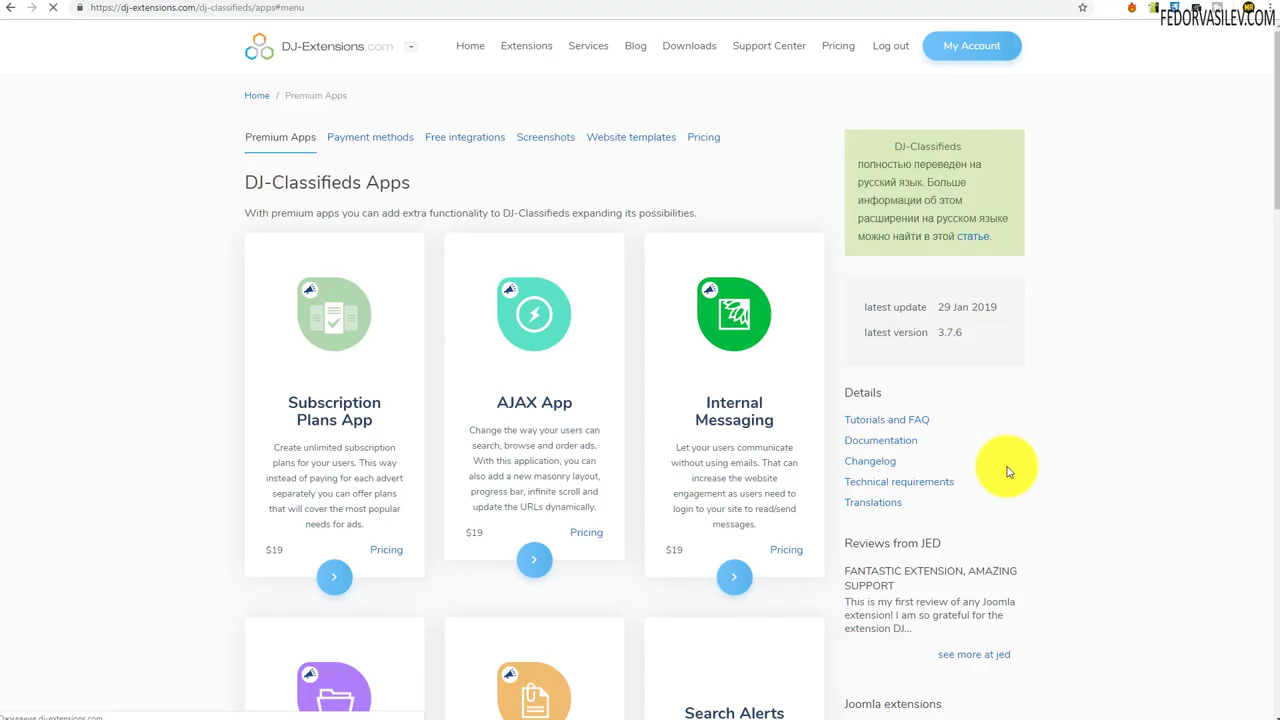 https://dj-extensions.com/dj-classifieds/apps#menu
FEDORVASILEV.COM
DJ-Extensions.com
Home
Extensions
Services
Blog
Downloads
Support Center
Pricing
Log out
My Account
Home / Premium Apps
Premium Apps
Payment methods
Free integrations
Screenshots
Website templates
Pricing
DJ-Classifieds Apps
With premium apps you can add extra functionality to DJ-Classifieds expanding its possibilities.
Subscription
Plans App
Create unlimited subscription
plans for your users. This way
instead of paying for each advert
separately you can offer plans
that will cover the most popular
needs for ads.
$19
Pricing
AJAX App
Change the way your users can
search, browse and order ads.
With this application, you can
also add a new masonry layout,
progress bar, infinite scroll and
update the URLs dynamically.
$19
Pricing
Internal
Messaging
Let your users communicate
without using emails. That can
increase the website
engagement as users need to
login to your site to read/send
messages.
$19
Pricing
Search Alerts
DJ-Classifieds
полностью переведен на
русский язык. Больше
информации об этом
расширении на русском языке
можно найти в этой статье.
latest update 29 Jan 2019
latest version 3.7.6
Details
Tutorials and FAQ
Documentation
Changelog
Technical requirements
Translations
Reviews from JED
FANTASTIC EXTENSION, AMAZING
SUPPORT
This is my first review of any Joomla
extension! I am so grateful for the
extension DJ...
see more at jed
Joomla extensions
Ожидание dj-extensions.com